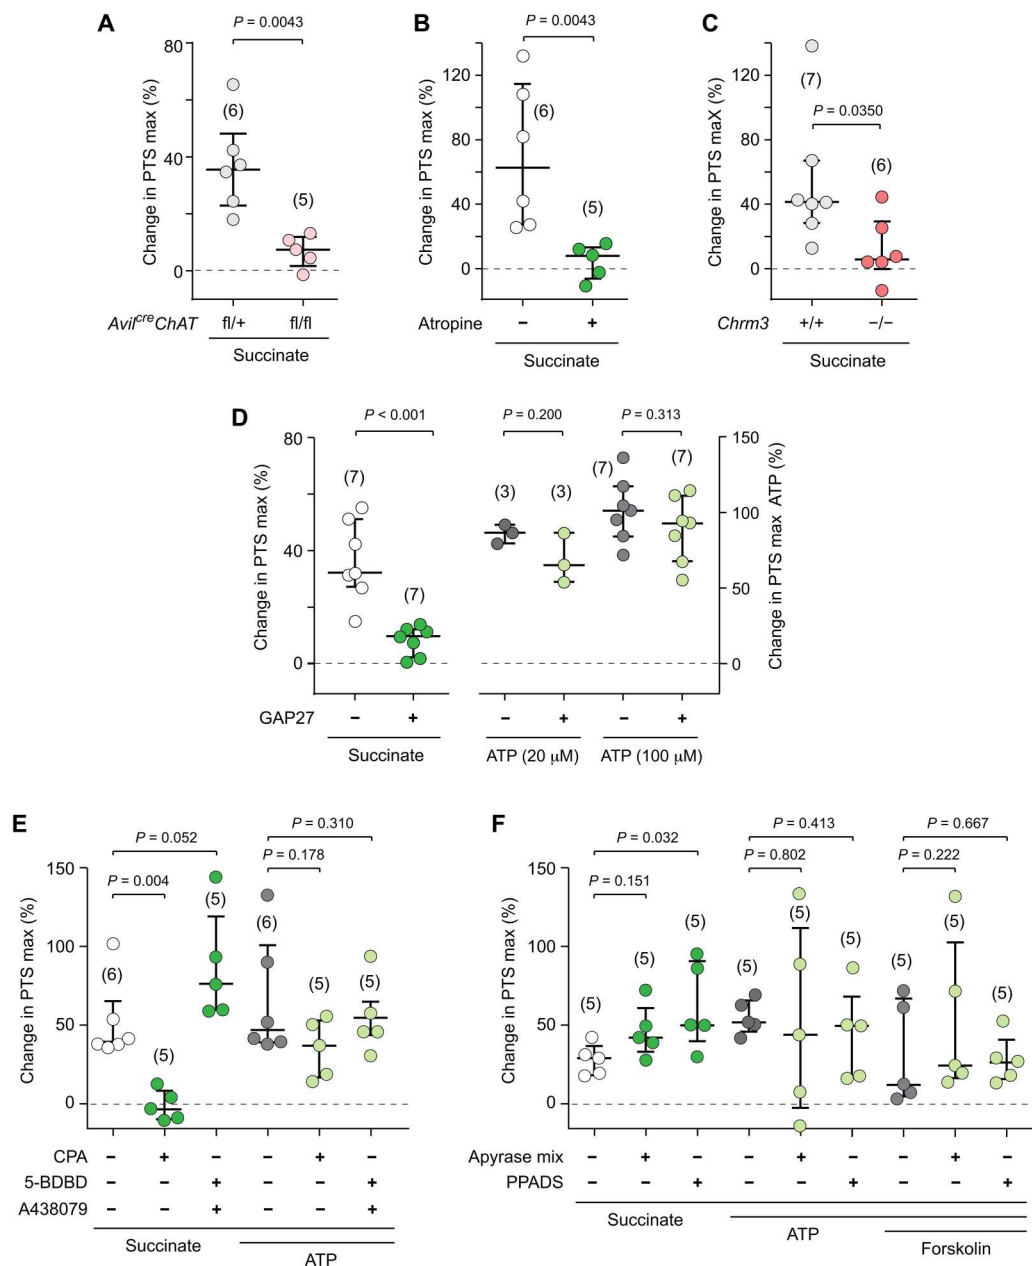 A
P = 0.0043
Change in PTS max (%)
80
40
0
(6)
(5)
AvilcreChAT
fl/+
fl/fl
Succinate
B
P = 0.0043
Change in PTS max (%)
120
80
40
0
(6)
(5)
Atropine
−
+
Succinate
C
P = 0.0350
Change in PTS maX (%)
120
80
40
0
(7)
(6)
Chrm3
+/+
−/−
Succinate
D
P < 0.001
P = 0.200
P = 0.313
Change in PTS max (%)
80
40
0
(7)
(7)
(3)
(3)
(7)
(7)
150
100
50
0
Change in PTS max ATP (%)
GAP27
− + − + − +
Succinate
ATP (20 µM)
ATP (100 µM)
E
P = 0.052
P = 0.310
P = 0.004
P = 0.178
Change in PTS max (%)
150
100
50
0
(6)
(5)
(5)
(6)
(5)
(5)
CPA − + − − + −
5-BDBD − − + − − +
A438079 − − + − − +
Succinate
ATP
F
P = 0.032
P = 0.413
P = 0.667
P = 0.151
P = 0.802
P = 0.222
Change in PTS max (%)
150
100
50
0
(5)
(5)
(5)
(5)
(5)
(5)
(5)
(5)
(5)
Apyrase mix − + − − + − − + −
PPADS − − + − − + − − +
Succinate
ATP
Forskolin